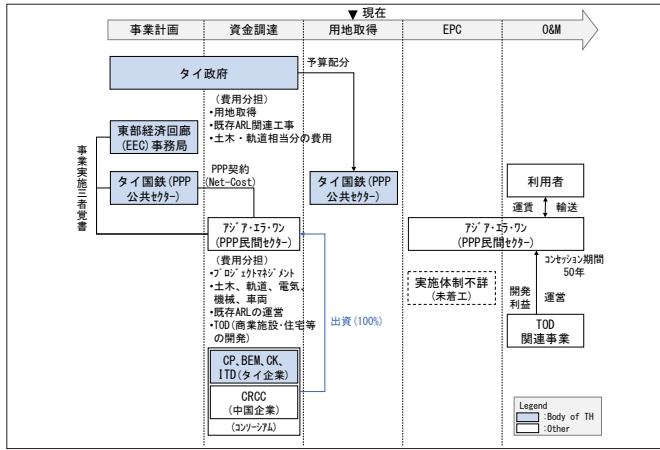 ▼ 現在
事業計画
資金調達
用地取得
EPC
O&M
タイ政府
予算配分
(費用分担)
•用地取得
•既存ARL関連工事
•土木・軌道相当分の費用
東部経済回廊
(EEC)事務局
事業実施三者覚書
タイ国鉄(PPP
公共ｾｸﾀｰ)
PPP契約
(Net-Cost)
タイ国鉄(PPP
公共ｾｸﾀｰ)
利用者
運賃
輸送
ｱｼﾞｱ・ｴﾗ・ﾜﾝ
(PPP民間ｾｸﾀｰ)
ｱｼﾞｱ・ｴﾗ・ﾜﾝ
(PPP民間ｾｸﾀｰ)
ｺﾝｾｯｼｮﾝ期間
50年
(費用分担)
•ﾌﾟﾛｼﾞｪｸﾄﾏﾈｼﾞﾒﾝﾄ
•土木、軌道、電気、
機械、車両
•既存ARLの運営
•TOD(商業施設・住宅等
の開発)
出資(100%)
実施体制不詳
(未着工)
開発
利益
運営
TOD
関連事業
CP、BEM、CK、
ITD(タイ企業)
CRCC
(中国企業)
(ｺﾝｿｰｼｱﾑ)
Legend
:Body of TH
:Other